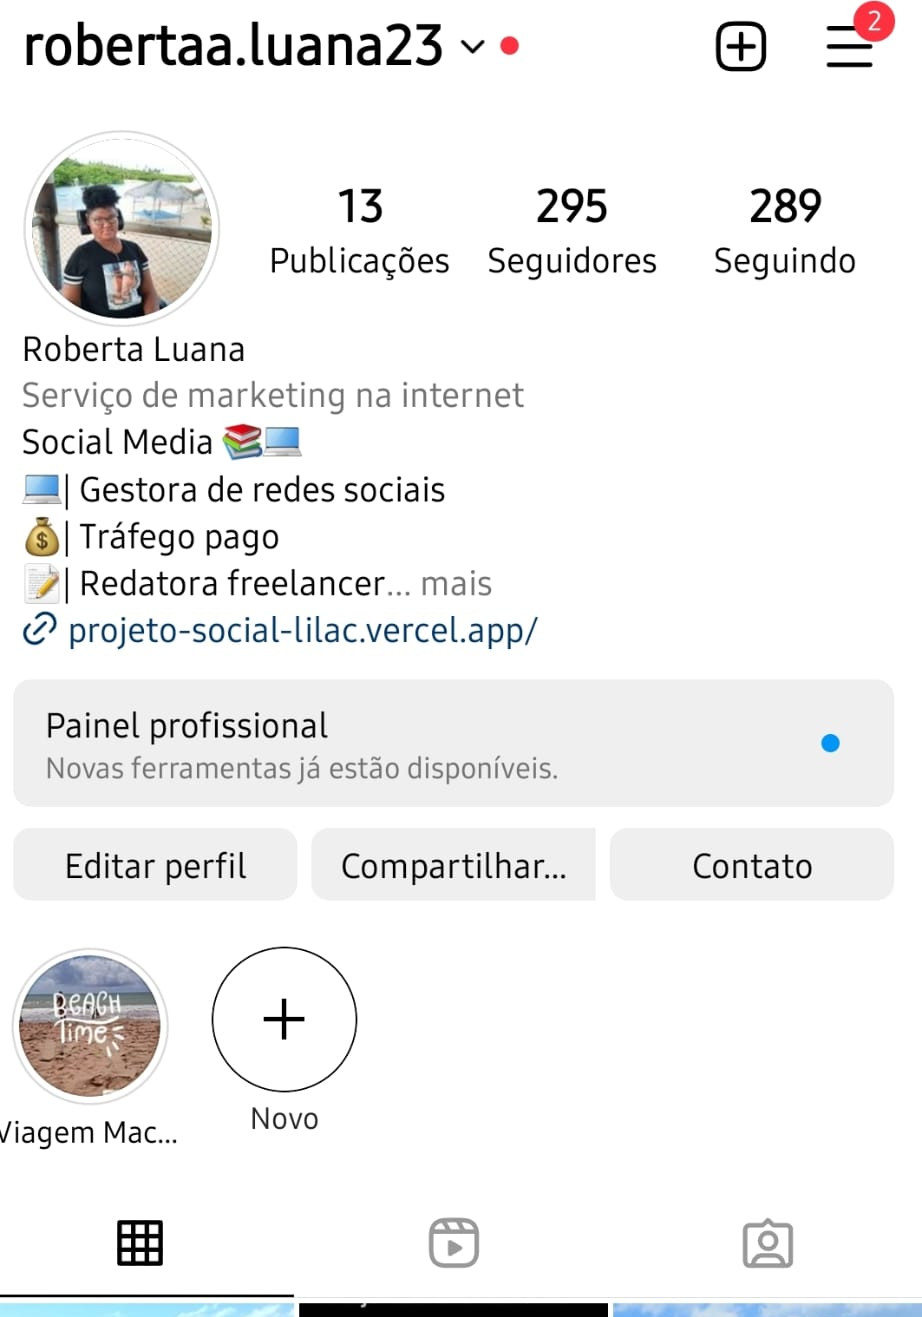 robertaa.luana23
2
13
295
289
Publicações
Seguidores
Seguindo
Roberta Luana
Serviço de marketing na internet
Social Media 📚💻
💻| Gestora de redes sociais
💰| Tráfego pago
📝| Redatora freelancer... mais
projeto-social-lilac.vercel.app/
Painel profissional
Novas ferramentas já estão disponíveis.
Editar perfil
Compartilhar...
Contato
BEACH
Time
Viagem Mac...
Novo